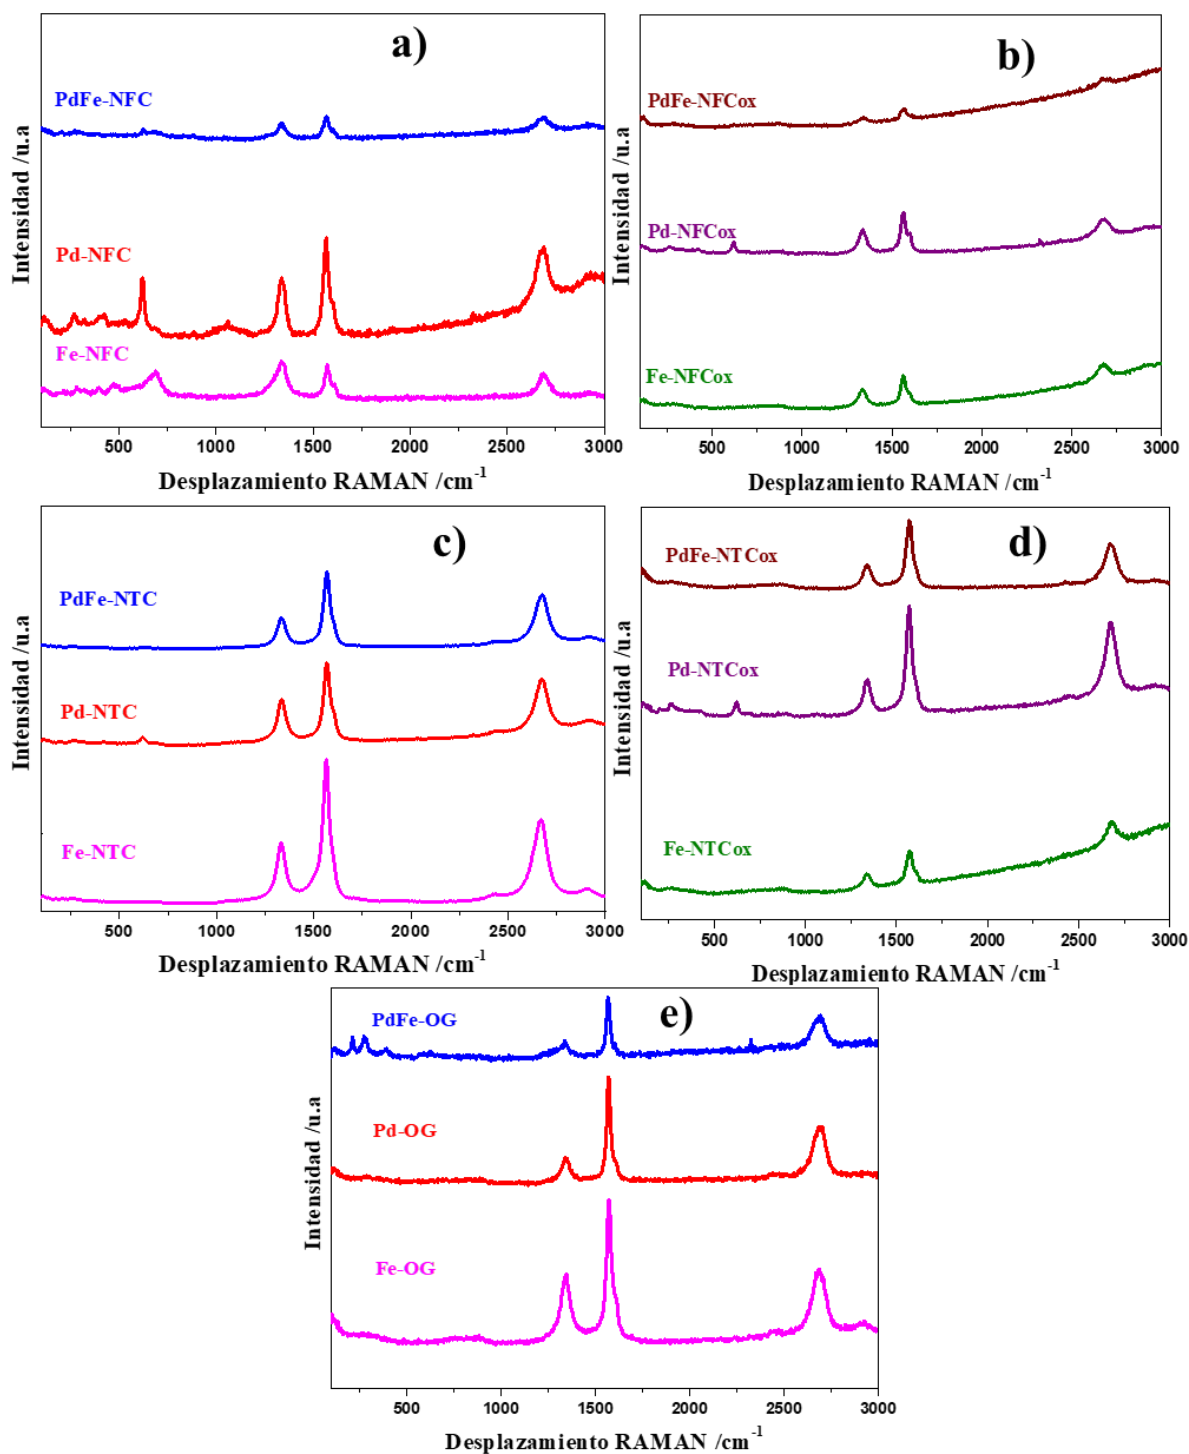 a)
PdFe-NFC
Pd-NFC
Fe-NFC
Intensidad /u.a
500 1000 1500 2000 2500 3000
Desplazamiento RAMAN /cm⁻¹
b)
PdFe-NFCox
Pd-NFCox
Fe-NFCox
Intensidad /u.a
500 1000 1500 2000 2500 3000
Desplazamiento RAMAN /cm⁻¹
c)
PdFe-NTC
Pd-NTC
Fe-NTC
Intensidad /u.a
500 1000 1500 2000 2500 3000
Desplazamiento RAMAN /cm⁻¹
d)
PdFe-NTCox
Pd-NTCox
Fe-NTCox
Intensidad /u.a
500 1000 1500 2000 2500 3000
Desplazamiento RAMAN /cm⁻¹
e)
PdFe-OG
Pd-OG
Fe-OG
Intensidad /u.a
500 1000 1500 2000 2500 3000
Desplazamiento RAMAN /cm⁻¹